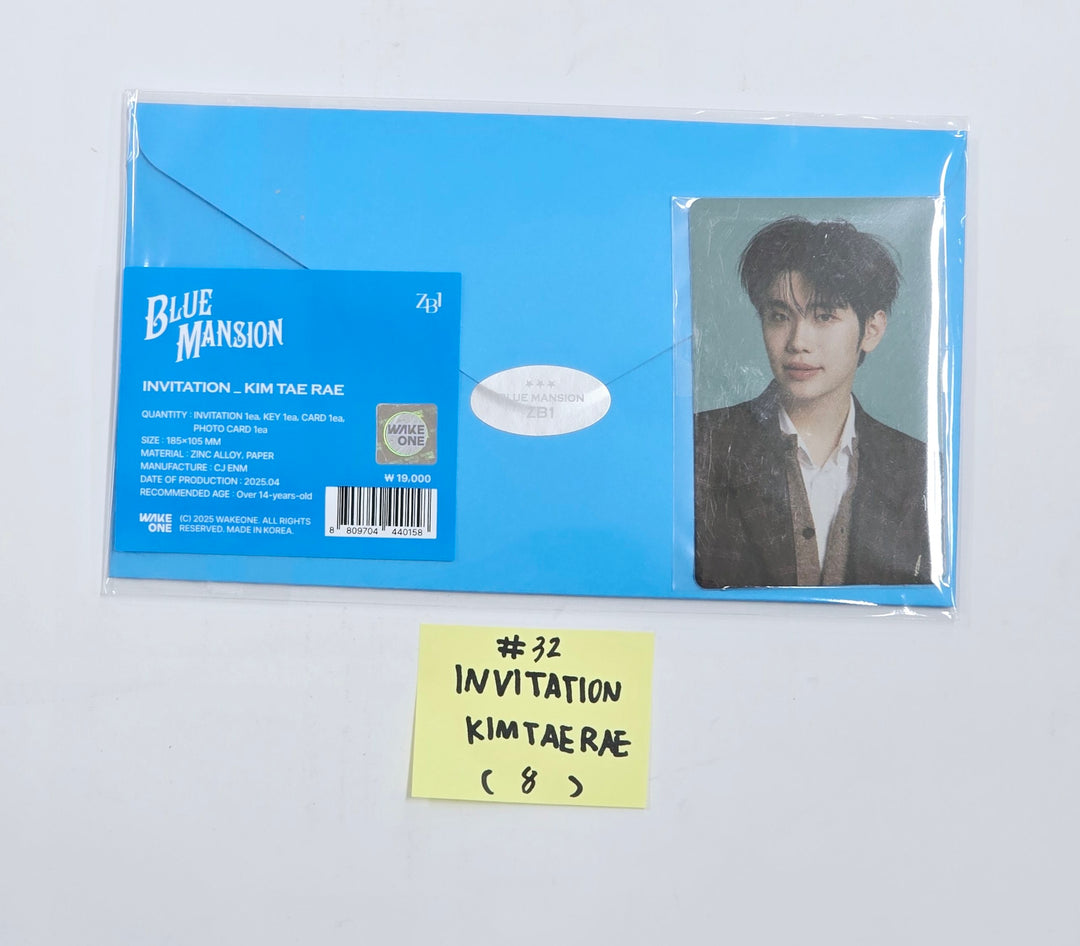 BLUE
MANSION
ZB1
INVITATION _ KIM TAE RAE
QUANTITY : INVITATION 1ea, KEY 1ea, CARD 1ea,
PHOTO CARD 1ea
SIZE : 185×105 MM
MATERIAL : ZINC ALLOY, PAPER
MANUFACTURE : CJ ENM
DATE OF PRODUCTION : 2025.04
RECOMMENDED AGE : Over 14-years-old
WAKE
ONE
(C) 2025 WAKEONE. ALL RIGHTS
RESERVED. MADE IN KOREA.
WAKE
ONE
₩ 19,000
8 809704 440158
BLUE MANSION
ZB1
#32
INVITATION
KIM TAE RAE
( 8 )